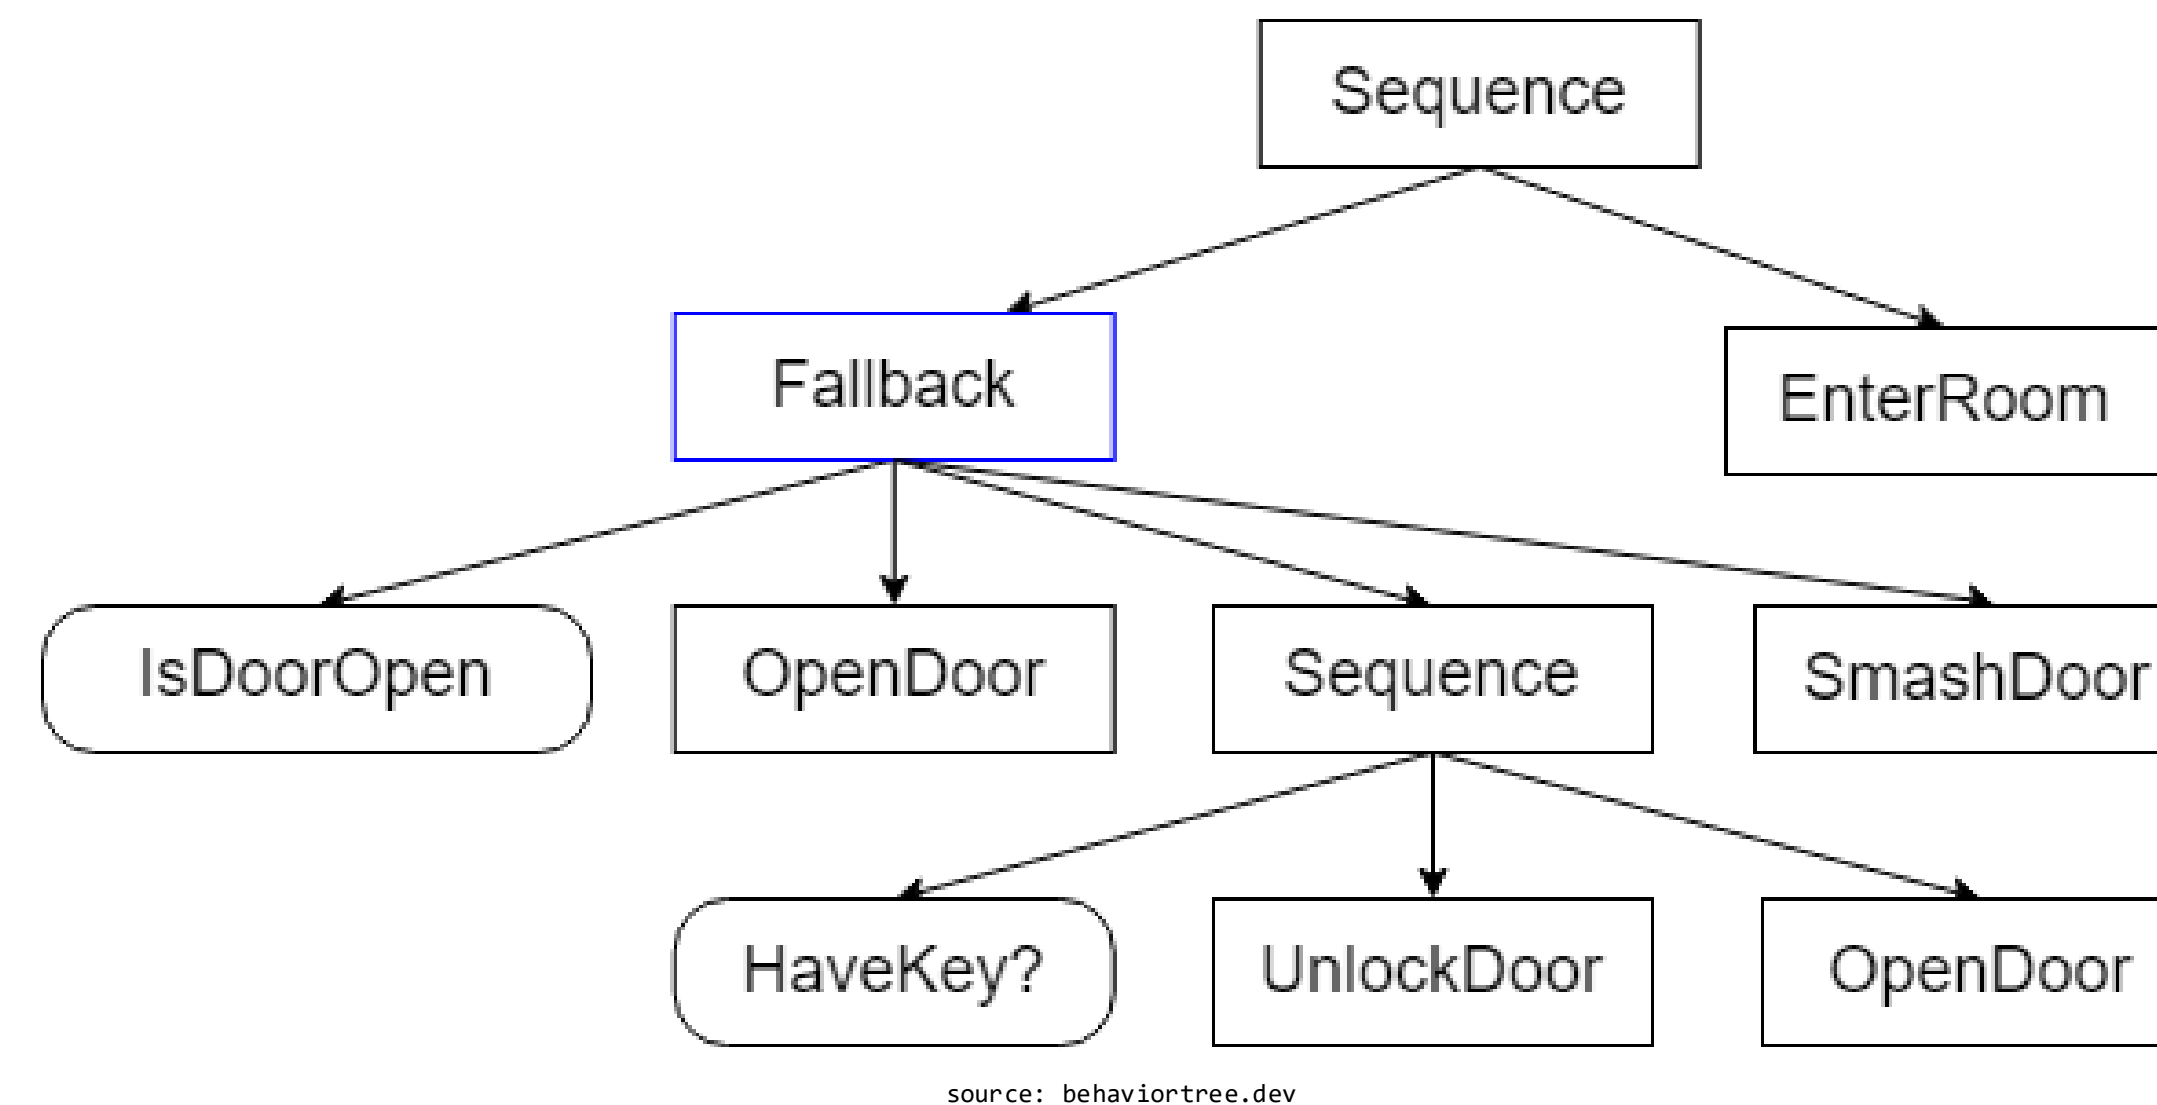 Sequence
Fallback
EnterRoom
IsDoorOpen
OpenDoor
Sequence
SmashDoor
HaveKey?
UnlockDoor
OpenDoor
source: behaviortree.dev